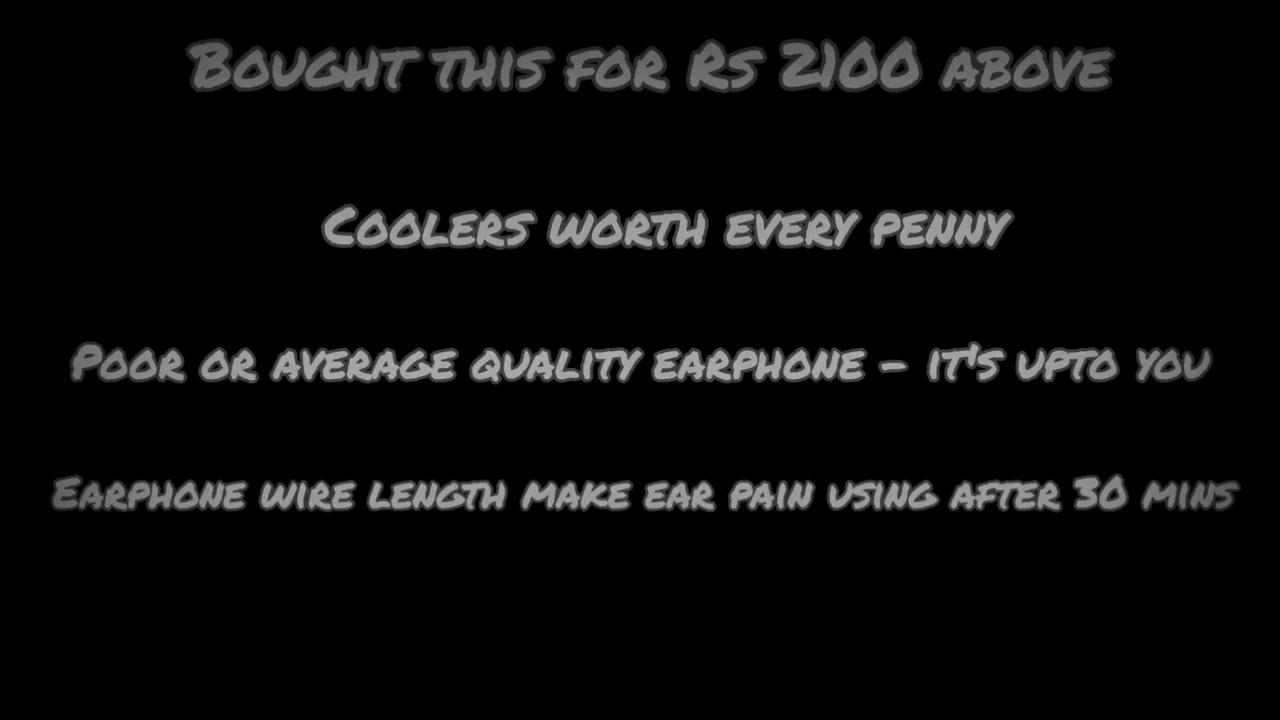 Bought this for Rs 2100 above
Coolers worth every penny
Poor or average quality earphone - it's upto you
Earphone wire length make ear pain using after 30 mins